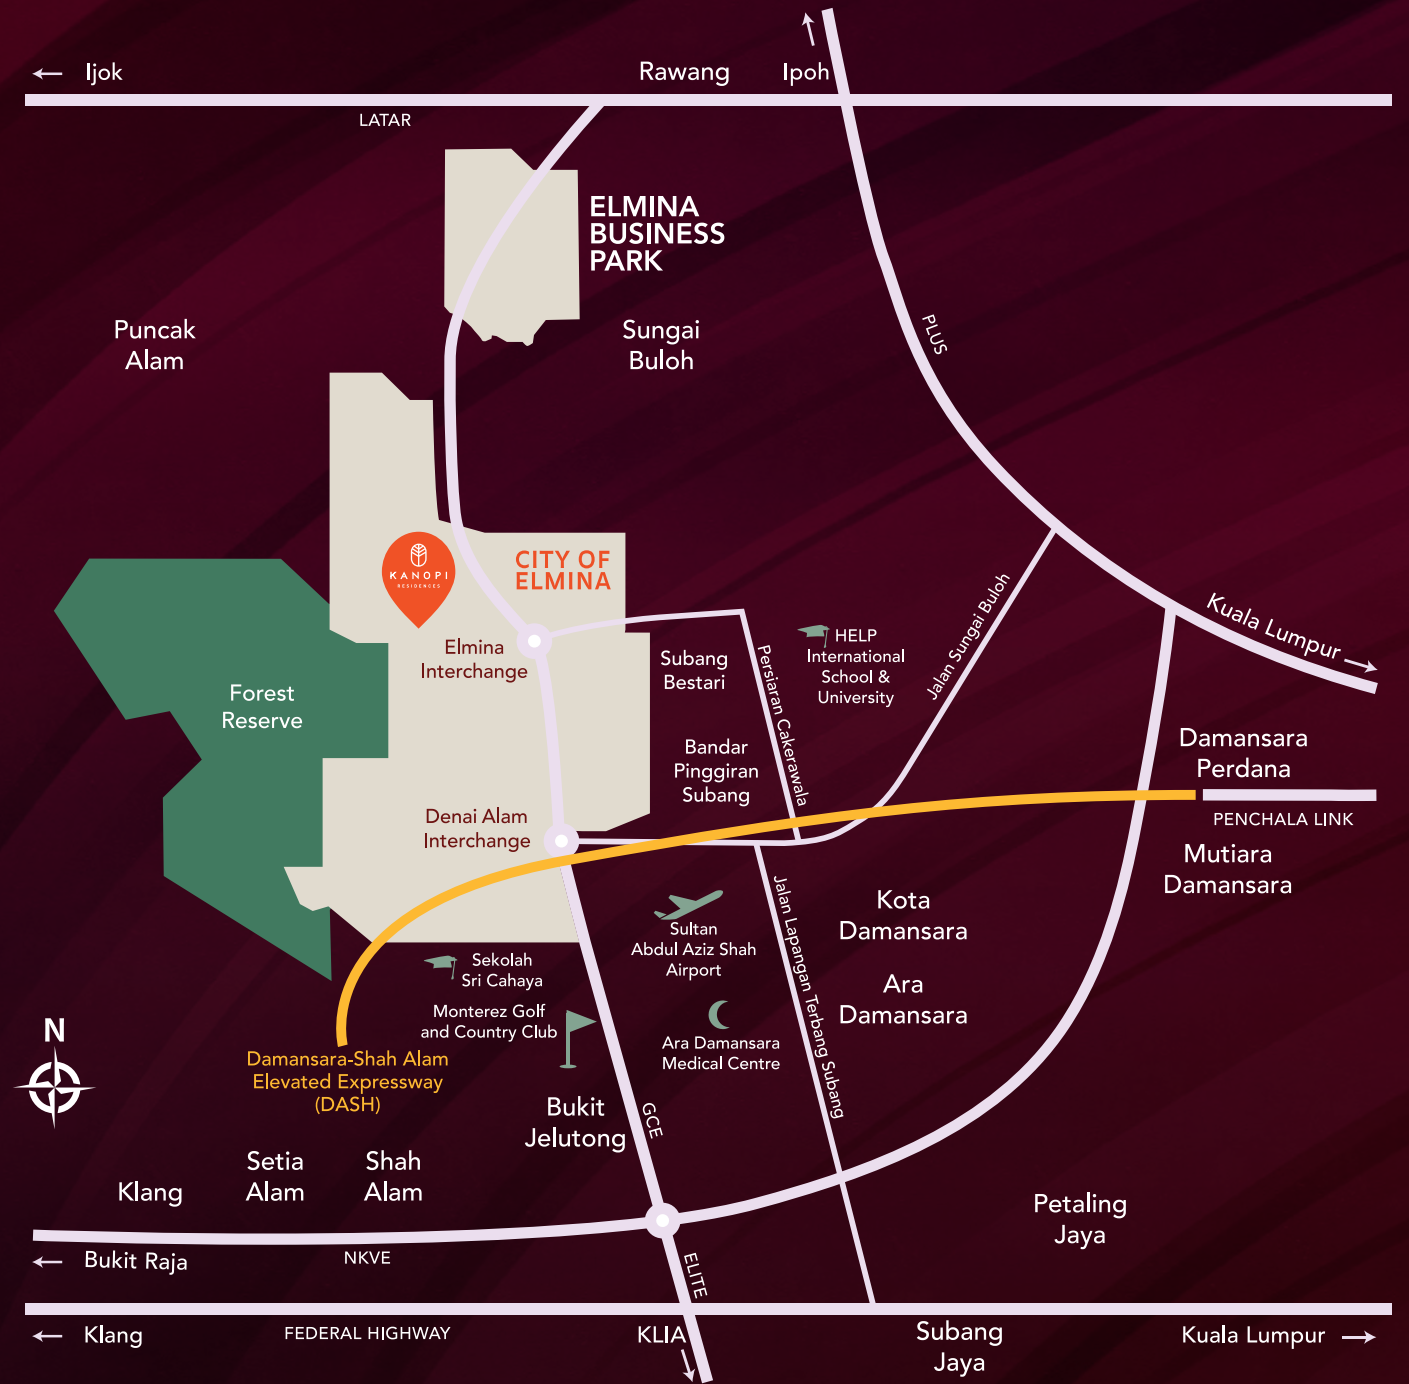 Ijok
Rawang
Ipoh
LATAR
ELMINA
BUSINESS
PARK
Puncak
Alam
Sungai
Buloh
PLUS
KANOPI
RESIDENCES
CITY OF
ELMINA
Elmina
Interchange
Forest
Reserve
Subang
Bestari
Persiaran Cakerawala
HELP
International
School &
University
Jalan Sungai Buloh
Kuala Lumpur
Bandar
Pinggiran
Subang
Damansara
Perdana
PENCHALA LINK
Mutiara
Damansara
Denai Alam
Interchange
Sultan
Abdul Aziz Shah
Airport
Jalan Lapangan Terbang Subang
Kota
Damansara
Ara
Damansara
Sekolah
Sri Cahaya
Monterez Golf
and Country Club
Ara Damansara
Medical Centre
N
Damansara-Shah Alam
Elevated Expressway
(DASH)
Bukit
Jelutong
GCE
Setia
Alam
Shah
Alam
Klang
Petaling
Jaya
Bukit Raja
NKVE
ELITE
Klang
FEDERAL HIGHWAY
KLIA
Subang
Jaya
Kuala Lumpur